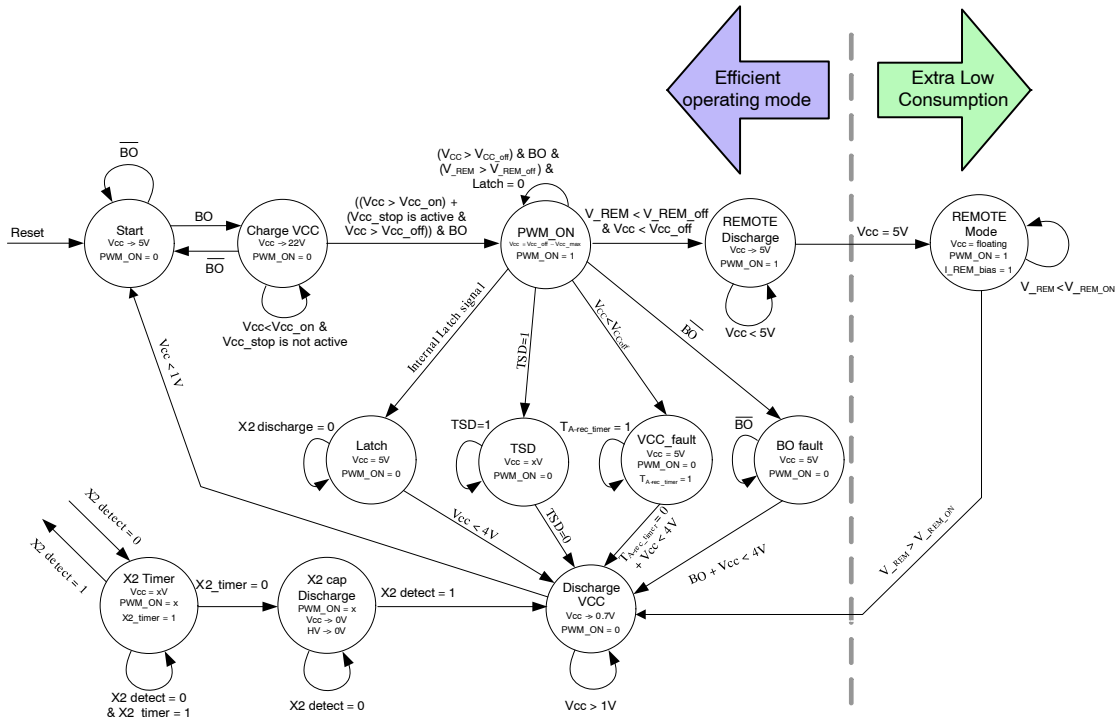 Efficient
operating mode
Extra Low
Consumption
B̅O̅
(VCC > VCC_off) & BO &
(V_REM > V_REM_off) &
Latch = 0
Reset
Start
Vcc -> 5V
PWM_ON = 0
BO
B̅O̅
Charge VCC
Vcc -> 22V
PWM_ON = 0
Vcc<Vcc_on &
Vcc_stop is not active
((Vcc > Vcc_on) +
(Vcc_stop is active &
Vcc > Vcc_off)) & BO
PWM_ON
Vcc = Vcc_off – Vcc_max
PWM_ON = 1
V_REM < V_REM_off
& Vcc < Vcc_off
REMOTE
Discharge
Vcc -> 5V
PWM_ON = 1
Vcc < 5V
Vcc = 5V
REMOTE
Mode
Vcc = floating
PWM_ON = 1
I_REM_bias = 1
V_REM < V_REM_ON
Vcc < 1V
Internal Latch signal
TSD=1
VCC<VCCoff
B̅O̅
X2 discharge = 0
Latch
Vcc = 5V
PWM_ON = 0
TSD=1
TSD
Vcc = xV
PWM_ON = 0
TA-rec_timer = 1
VCC_fault
Vcc = 5V
PWM_ON = 0
TA-rec_timer = 1
B̅O̅
BO fault
Vcc = 5V
PWM_ON = 0
Vcc < 4V
TSD=0
TA-rec_timer = 0
+ Vcc < 4V
BO + Vcc < 4V
V_REM > V_REM_ON
X2 detect = 0
X2 detect = 1
X2 Timer
Vcc = xV
PWM_ON = x
X2_timer = 1
X2_timer = 0
X2 cap
Discharge
PWM_ON = x
Vcc -> 0V
HV -> 0V
X2 detect = 1
Discharge
VCC
Vcc -> 0.7V
PWM_ON = 0
X2 detect = 0
& X2_timer = 1
X2 detect = 0
Vcc > 1V